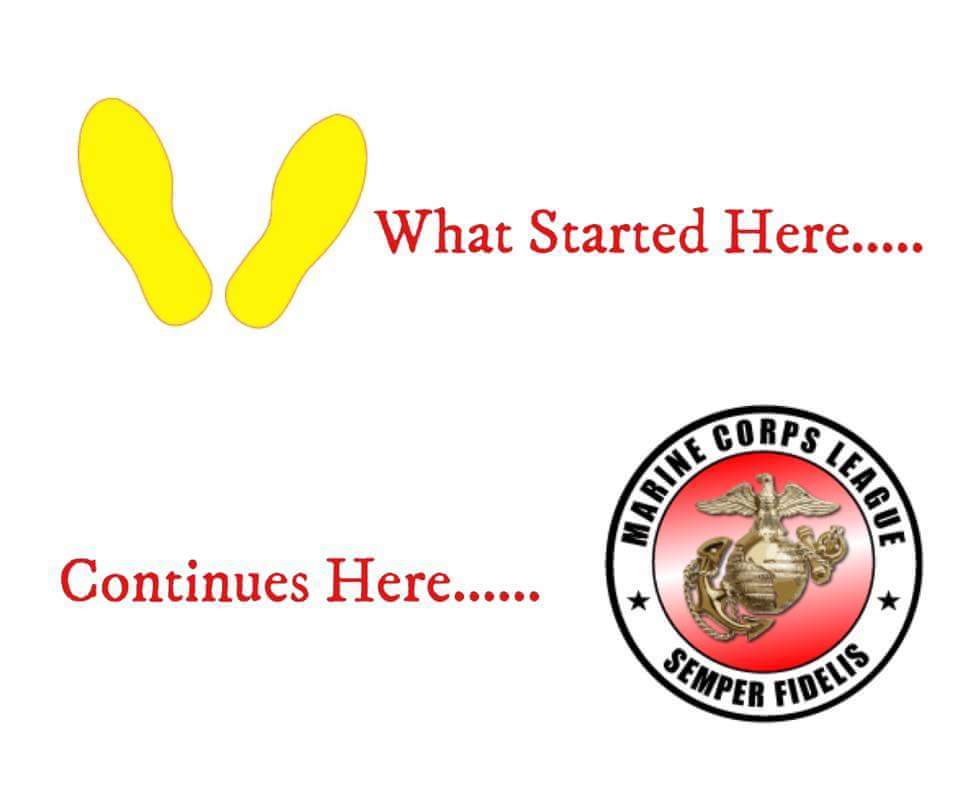 What Started Here.....
MARINE CORPS LEAGUE
Continues Here......
SEMPER FIDELIS